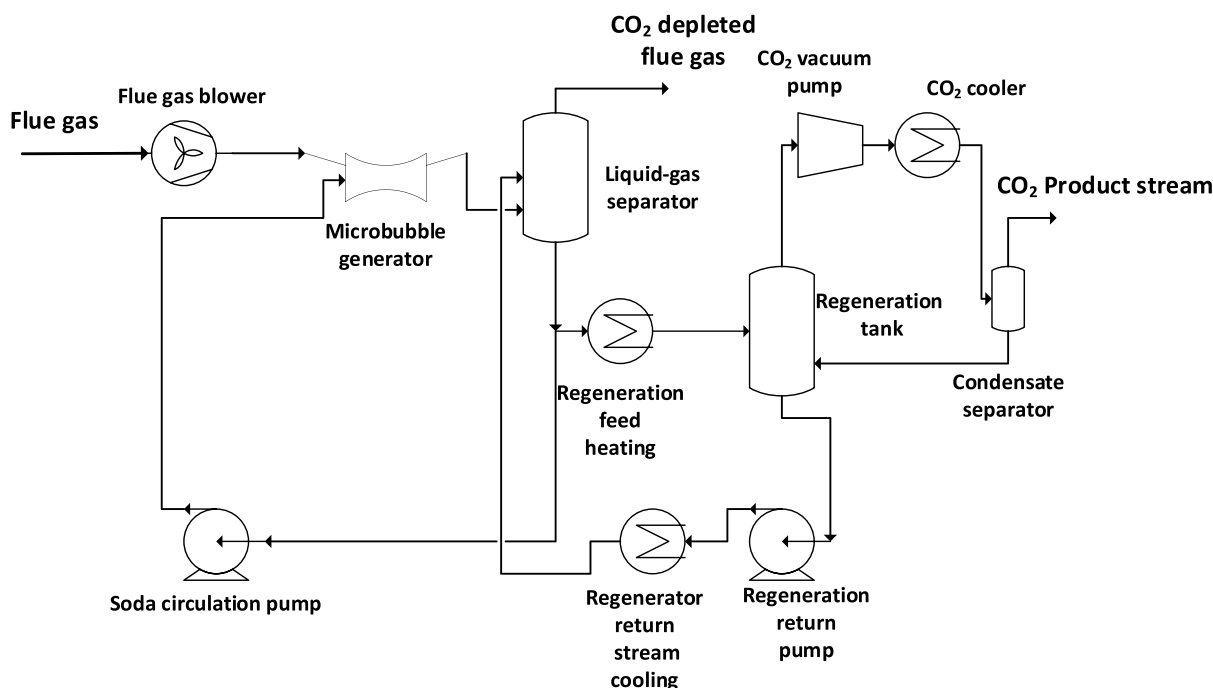 CO₂ depleted
flue gas
CO₂ vacuum
pump
CO₂ cooler
Flue gas blower
Flue gas
Liquid-gas
separator
CO₂ Product stream
Microbubble
generator
Regeneration
tank
Condensate
separator
Regeneration
feed
heating
Soda circulation pump
Regenerator
return
stream
cooling
Regeneration
return
pump